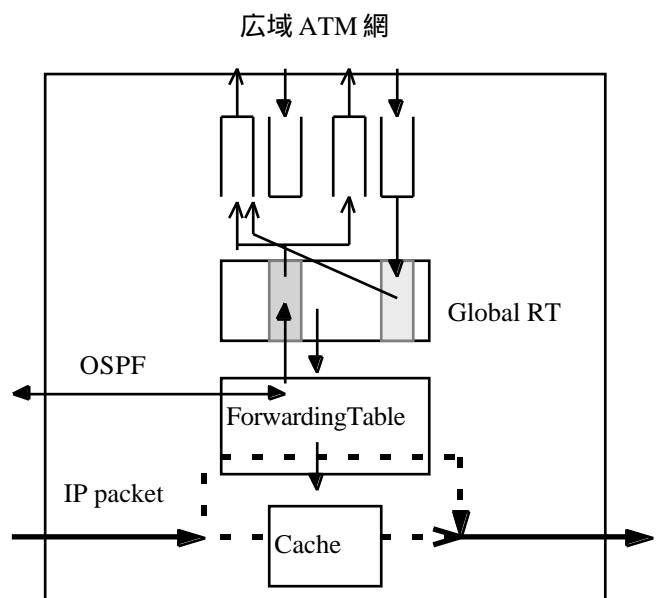 広域 ATM 網
Global RT
OSPF
ForwardingTable
IP packet
Cache